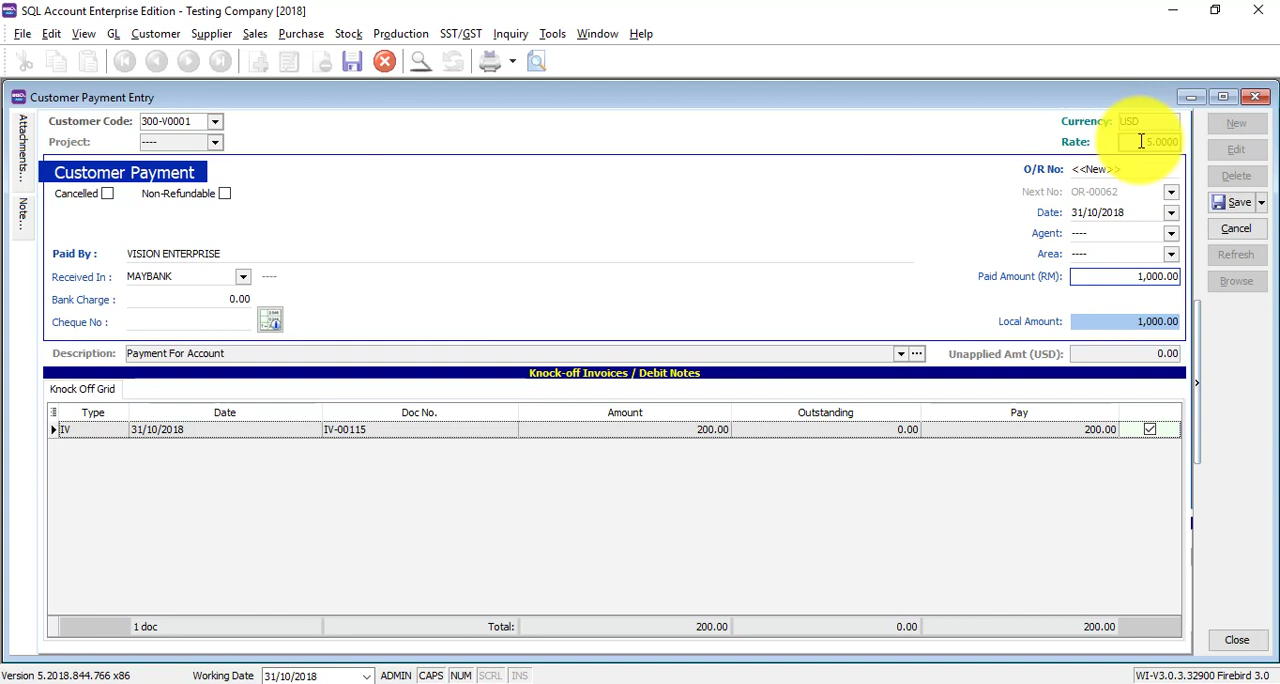 SQL Account Enterprise Edition - Testing Company [2018]
File Edit View GL Customer Supplier Sales Purchase Stock Production SST/GST Inquiry Tools Window Help
Customer Payment Entry
Attachments...
Note...
Customer Code: 300-V0001
Currency: USD
New
Project: ----
Rate: 5.0000
Edit
Customer Payment
O/R No: <<New>>
Delete
Cancelled Non-Refundable
Next No: OR-00062
Save
Date: 31/10/2018
Cancel
Agent: ----
Paid By : VISION ENTERPRISE
Area: ----
Refresh
Received In : MAYBANK ----
Paid Amount (RM): 1,000.00
Browse
Bank Charge : 0.00
Cheque No :
Local Amount: 1,000.00
Description: Payment For Account
Unapplied Amt (USD): 0.00
Knock-off Invoices / Debit Notes
Knock Off Grid
Type Date Doc No. Amount Outstanding Pay
IV 31/10/2018 IV-00115 200.00 0.00 200.00
1 doc Total: 200.00 0.00 200.00
Close
Version 5.2018.844.766 x86 Working Date 31/10/2018 ADMIN CAPS NUM SCRL INS WI-V3.0.3.32900 Firebird 3.0